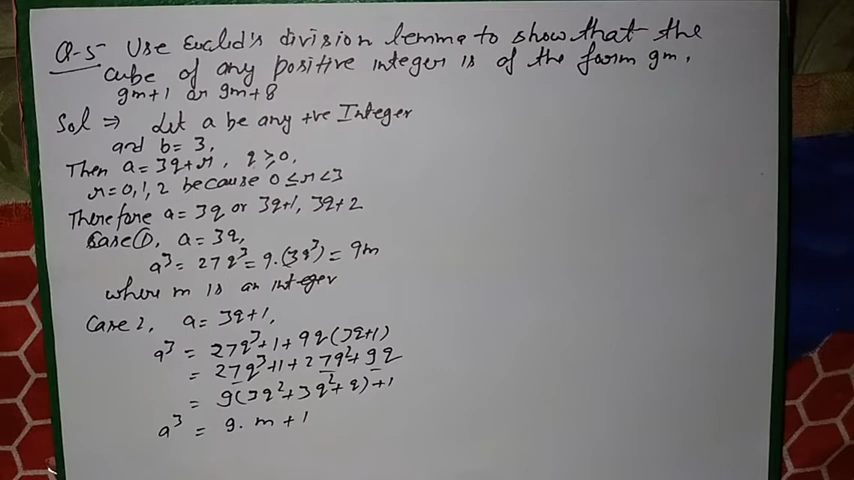 Q-5 Use Euclid's division lemma to show that the
cube of any positive integer is of the form 9m,
9m+1 or 9m+8
Sol ⇒ Let a be any +ve Integer
and b = 3,
Then a = 3q+r, q ≥ 0,
r = 0, 1, 2 because 0 ≤ r < 3
Therefore a = 3q or 3q+1, 3q+2
Case ①, a = 3q,
a³ = 27q³ = 9.(3q³) = 9m
where m is an integer
Case 2, a = 3q+1,
a³ = 27q³+1+9q(3q+1)
= 27q³+1+27q²+9q
= 9(3q²+3q²+q)+1
a³ = 9.m+1